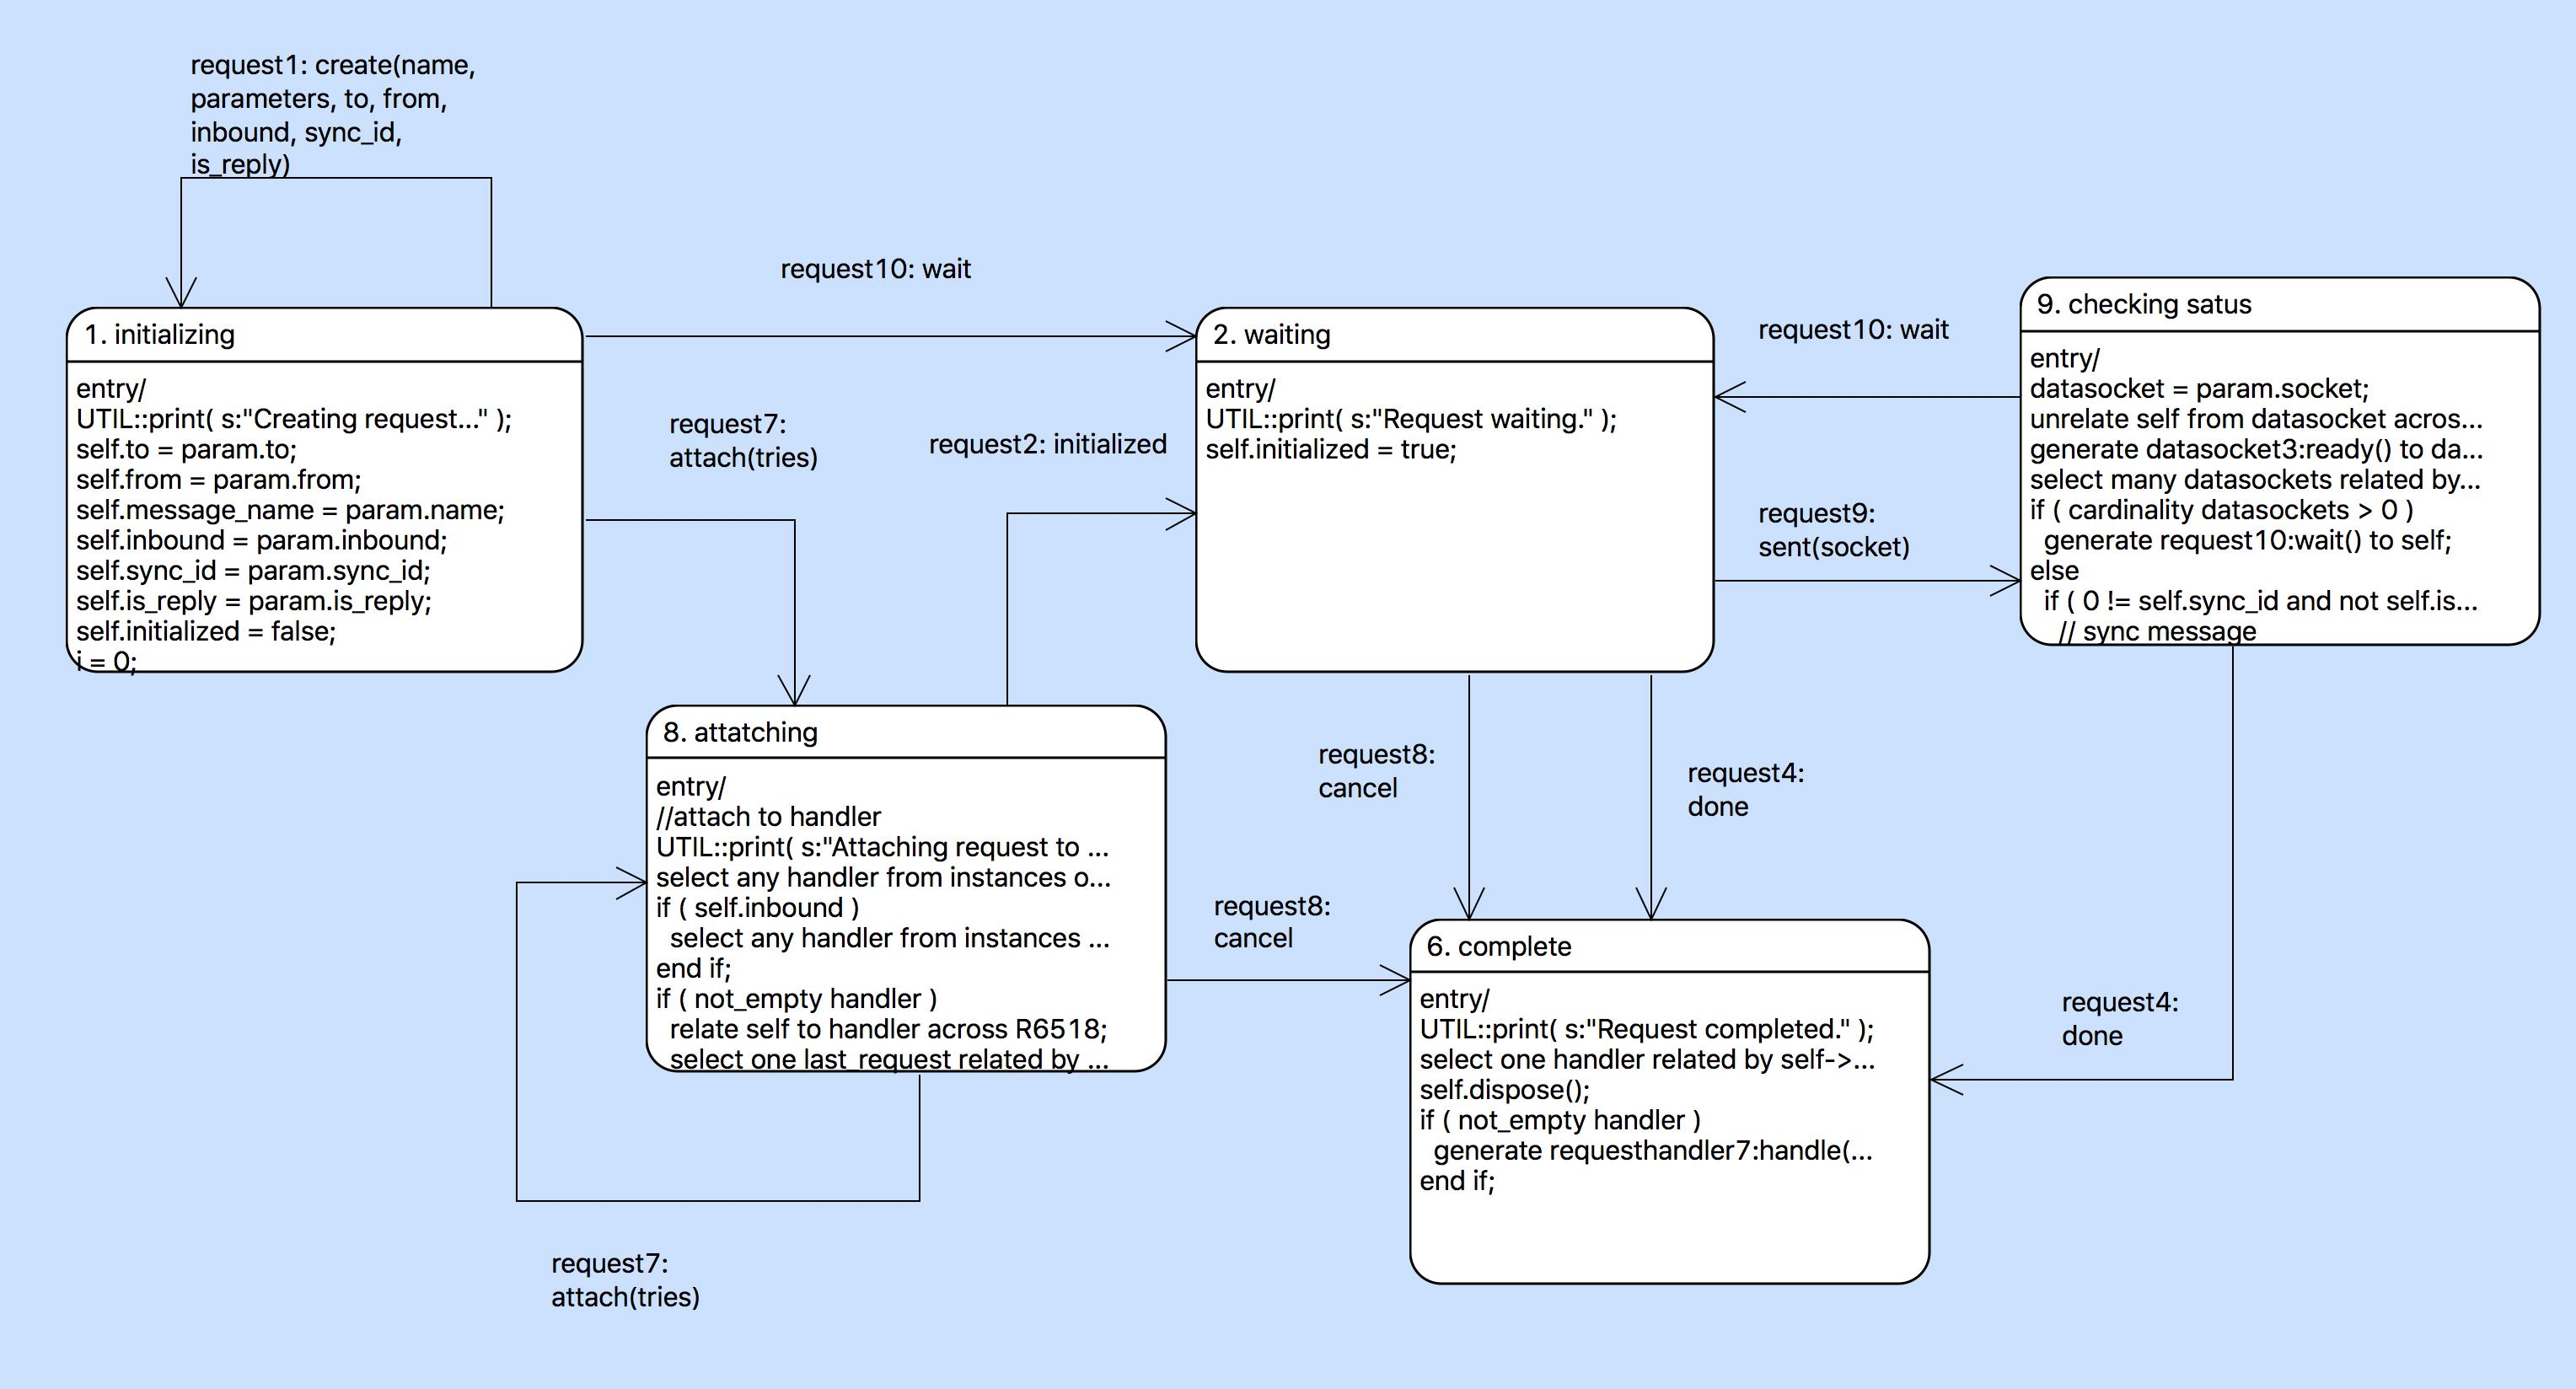 request1: create(name,
parameters, to, from,
inbound, sync_id,
is_reply)
request10: wait
1. initializing
entry/
UTIL::print( s:"Creating request..." );
self.to = param.to;
self.from = param.from;
self.message_name = param.name;
self.inbound = param.inbound;
self.sync_id = param.sync_id;
self.is_reply = param.is_reply;
self.initialized = false;
i = 0;
request7:
attach(tries)
request2: initialized
2. waiting
entry/
UTIL::print( s:"Request waiting." );
self.initialized = true;
request10: wait
request9:
sent(socket)
9. checking satus
entry/
datasocket = param.socket;
unrelate self from datasocket acros...
generate datasocket3:ready() to da...
select many datasockets related by...
if ( cardinality datasockets > 0 )
generate request10:wait() to self;
else
if ( 0 != self.sync_id and not self.is...
// sync message
8. attatching
entry/
//attach to handler
UTIL::print( s:"Attaching request to ...
select any handler from instances o...
if ( self.inbound )
select any handler from instances ...
end if;
if ( not_empty handler )
relate self to handler across R6518;
select one last_request related by ...
request8:
cancel
request4:
done
request8:
cancel
6. complete
entry/
UTIL::print( s:"Request completed." );
select one handler related by self->...
self.dispose();
if ( not_empty handler )
generate requesthandler7:handle(...
end if;
request4:
done
request7:
attach(tries)